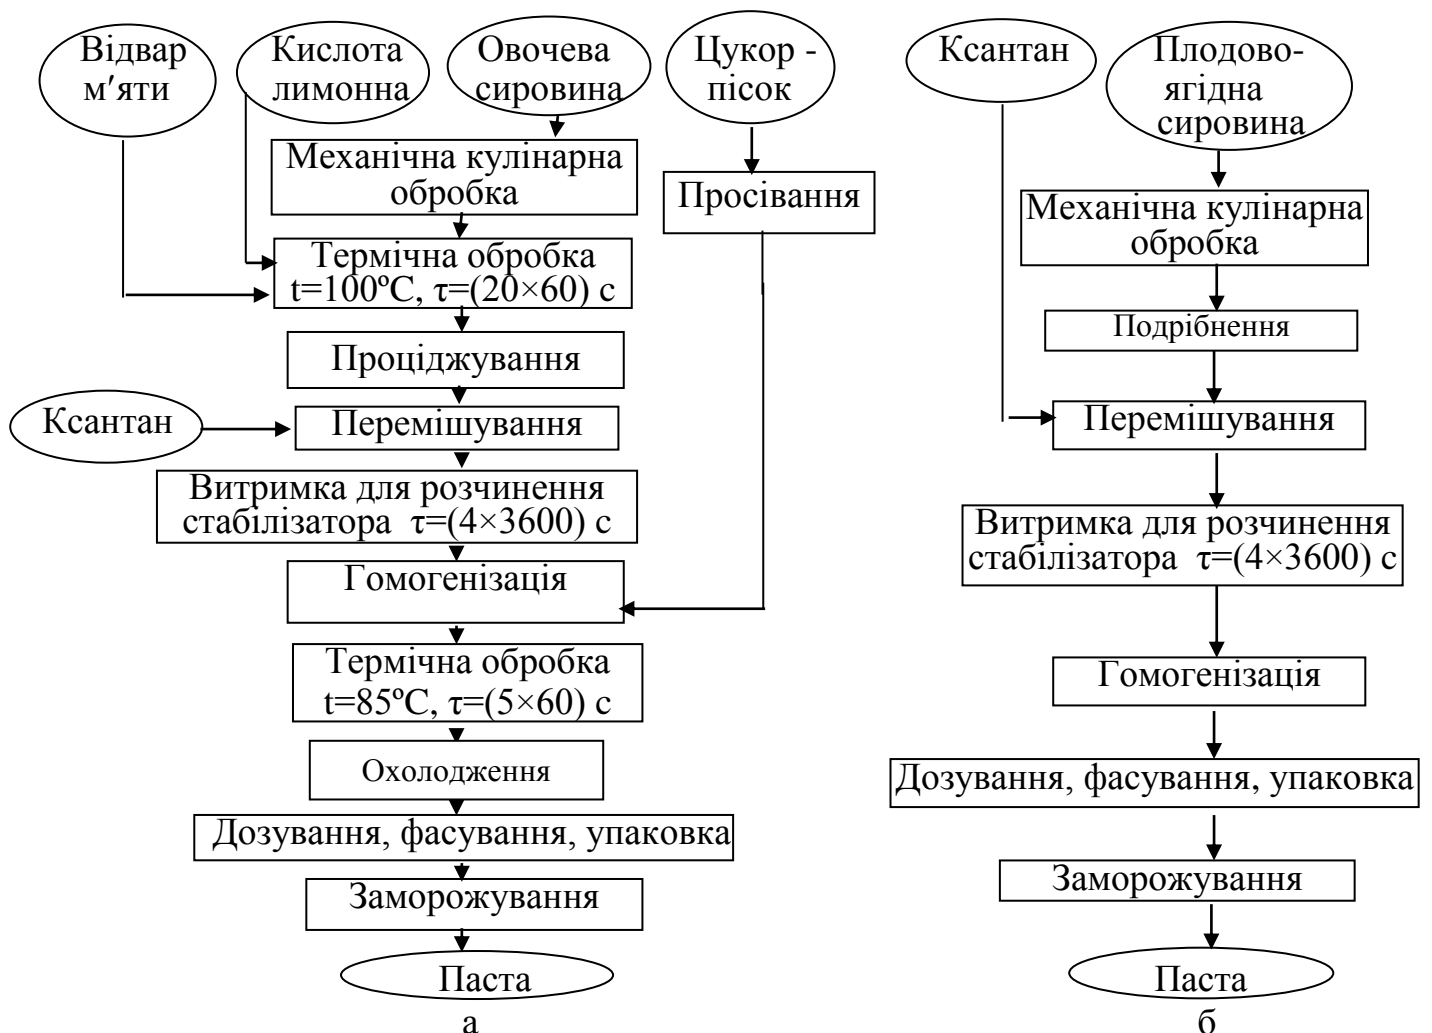 Відвар
м′яти
Кислота
лимонна
Овочева
сировина
Цукор -
пісок
Механічна кулінарна
обробка
Просівання
Термічна обробка
t=100ºС, τ=(20×60) с
Проціджування
Ксантан
Перемішування
Витримка для розчинення
стабілізатора τ=(4×3600) с
Гомогенізація
Термічна обробка
t=85ºС, τ=(5×60) с
Охолодження
Дозування, фасування, упаковка
Заморожування
Паста
а
Ксантан
Плодово-
ягідна
сировина
Механічна кулінарна
обробка
Подрібнення
Перемішування
Витримка для розчинення
стабілізатора τ=(4×3600) с
Гомогенізація
Дозування, фасування, упаковка
Заморожування
Паста
б